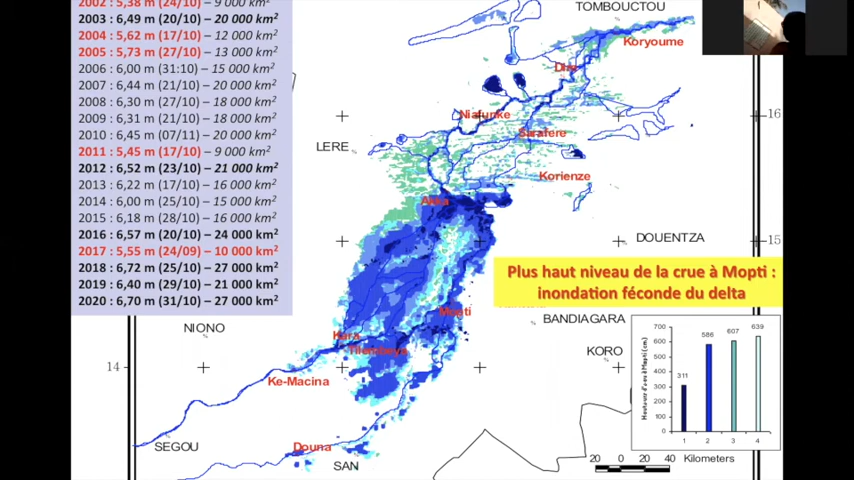 2002 : 5,38 m (24/10) – 9 000 km²
2003 : 6,49 m (20/10) – 20 000 km²
2004 : 5,62 m (17/10) – 12 000 km²
2005 : 5,73 m (27/10) – 13 000 km²
2006 : 6,00 m (31:10) – 15 000 km²
2007 : 6,44 m (21/10) – 20 000 km²
2008 : 6,30 m (27/10) – 18 000 km²
2009 : 6,31 m (21/10) – 18 000 km²
2010 : 6,45 m (07/11) – 20 000 km²
2011 : 5,45 m (17/10) – 9 000 km²
2012 : 6,52 m (23/10) – 21 000 km²
2013 : 6,22 m (17/10) – 16 000 km²
2014 : 6,00 m (25/10) – 15 000 km²
2015 : 6,18 m (28/10) – 16 000 km²
2016 : 6,57 m (20/10) – 24 000 km²
2017 : 5,55 m (24/09) – 10 000 km²
2018 : 6,72 m (25/10) – 27 000 km²
2019 : 6,40 m (29/10) – 21 000 km²
2020 : 6,70 m (31/10) – 27 000 km²
TOMBOUCTOU
Koryoume
Dire
16
Niafunke
Sarafere
LERE
Korienze
Akka
DOUENTZA
15
Plus haut niveau de la crue à Mopti :
inondation féconde du delta
Mopti
BANDIAGARA
NIONO
Kara
Tilembeya
KORO
14
Ke-Macina
SEGOU
Douna
SAN
700
600
500
400
300
200
100
0
311
586
607
639
1 2 3 4
20 0 20 40 Kilometers